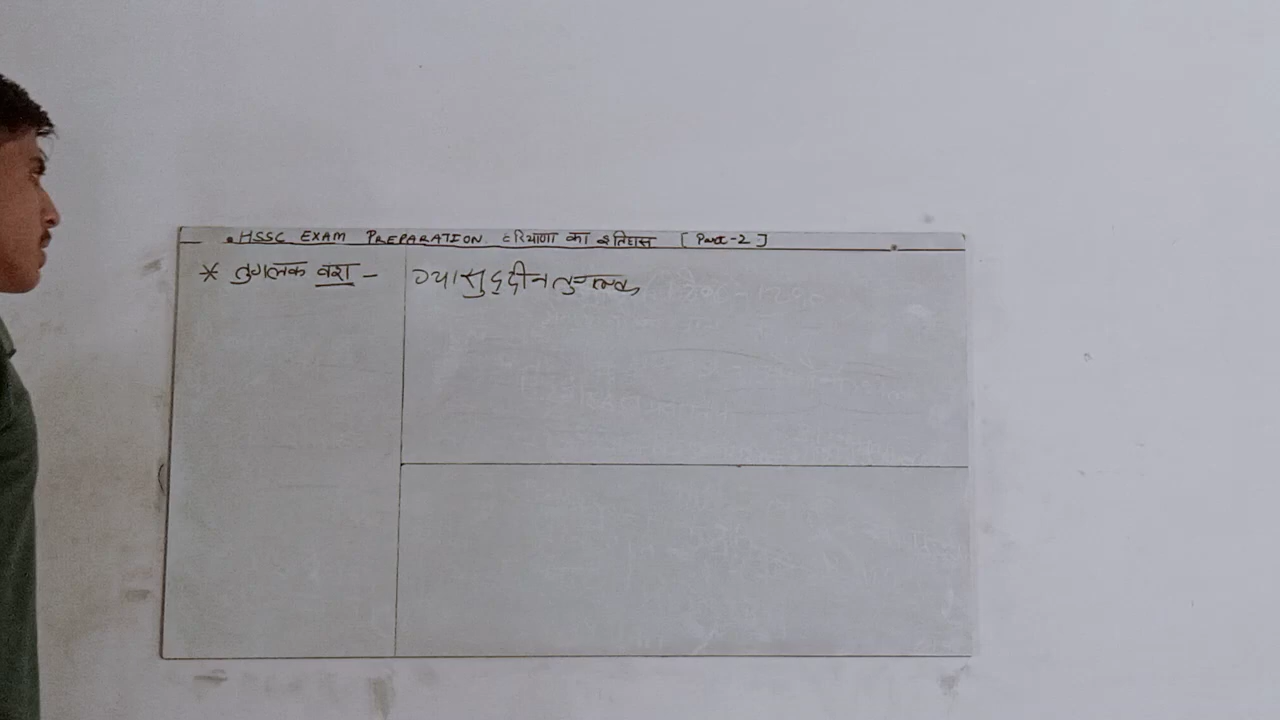 . HSSC EXAM PREPARATION. हरियाणा का इतिहास [ Part-2 ]
* तुगलक वंश - ग्यासुद्दीन तुगलक